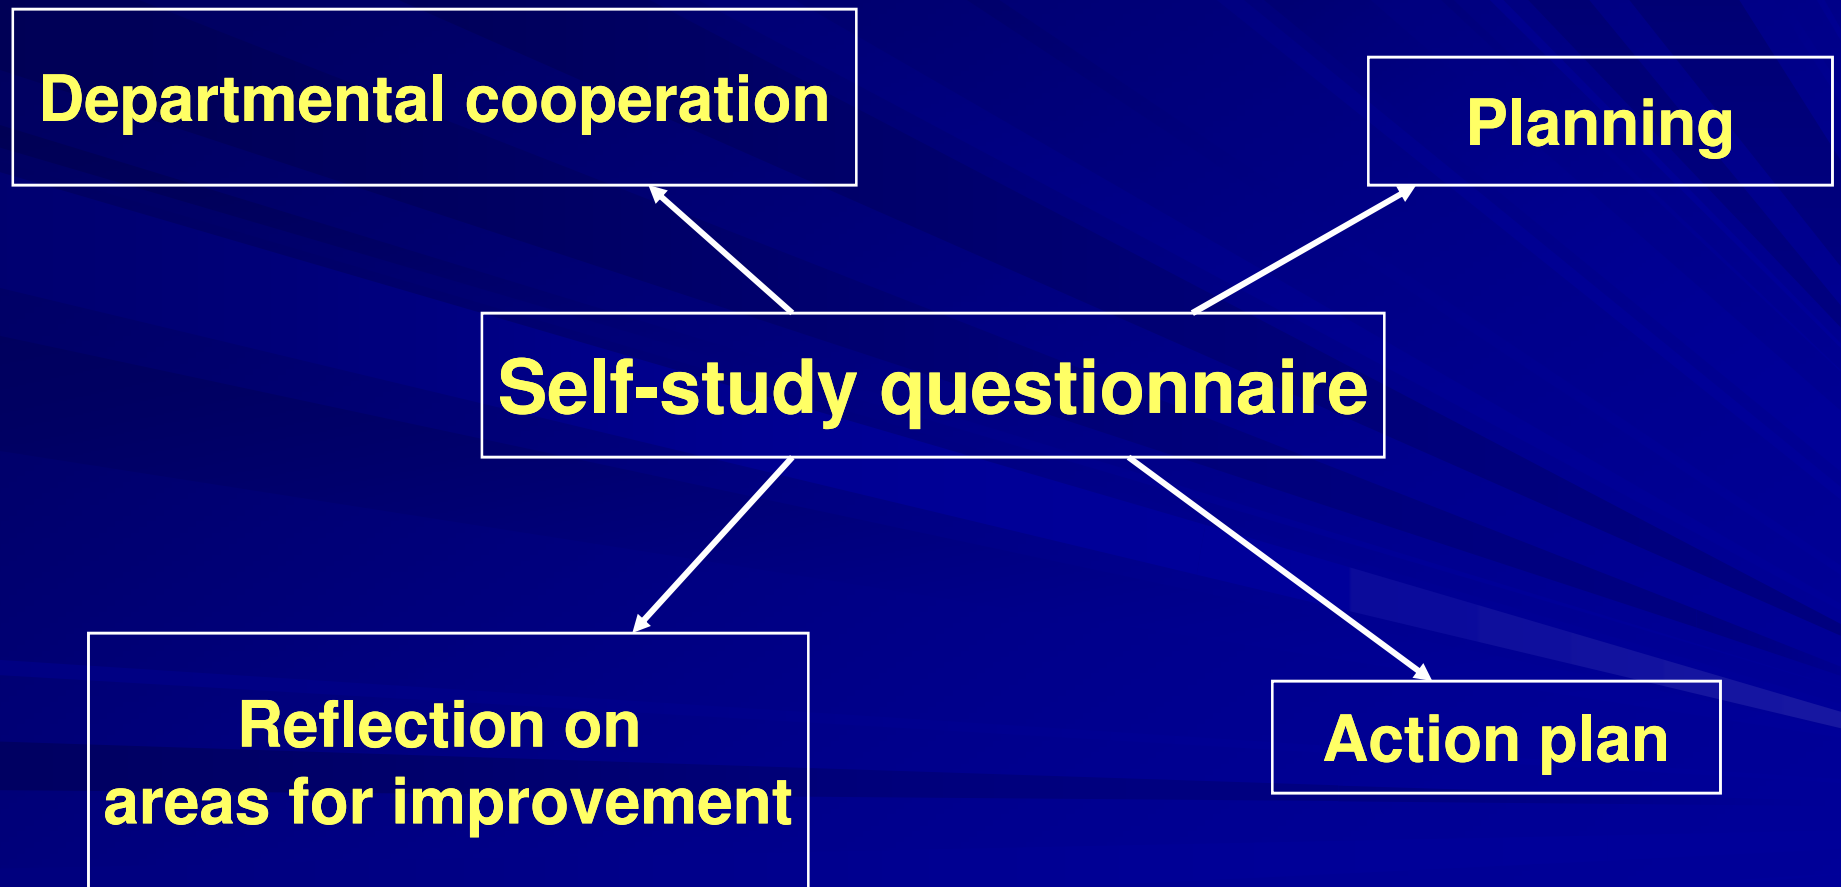 Departmental cooperation
Planning
Self-study questionnaire
Reflection on
areas for improvement
Action plan